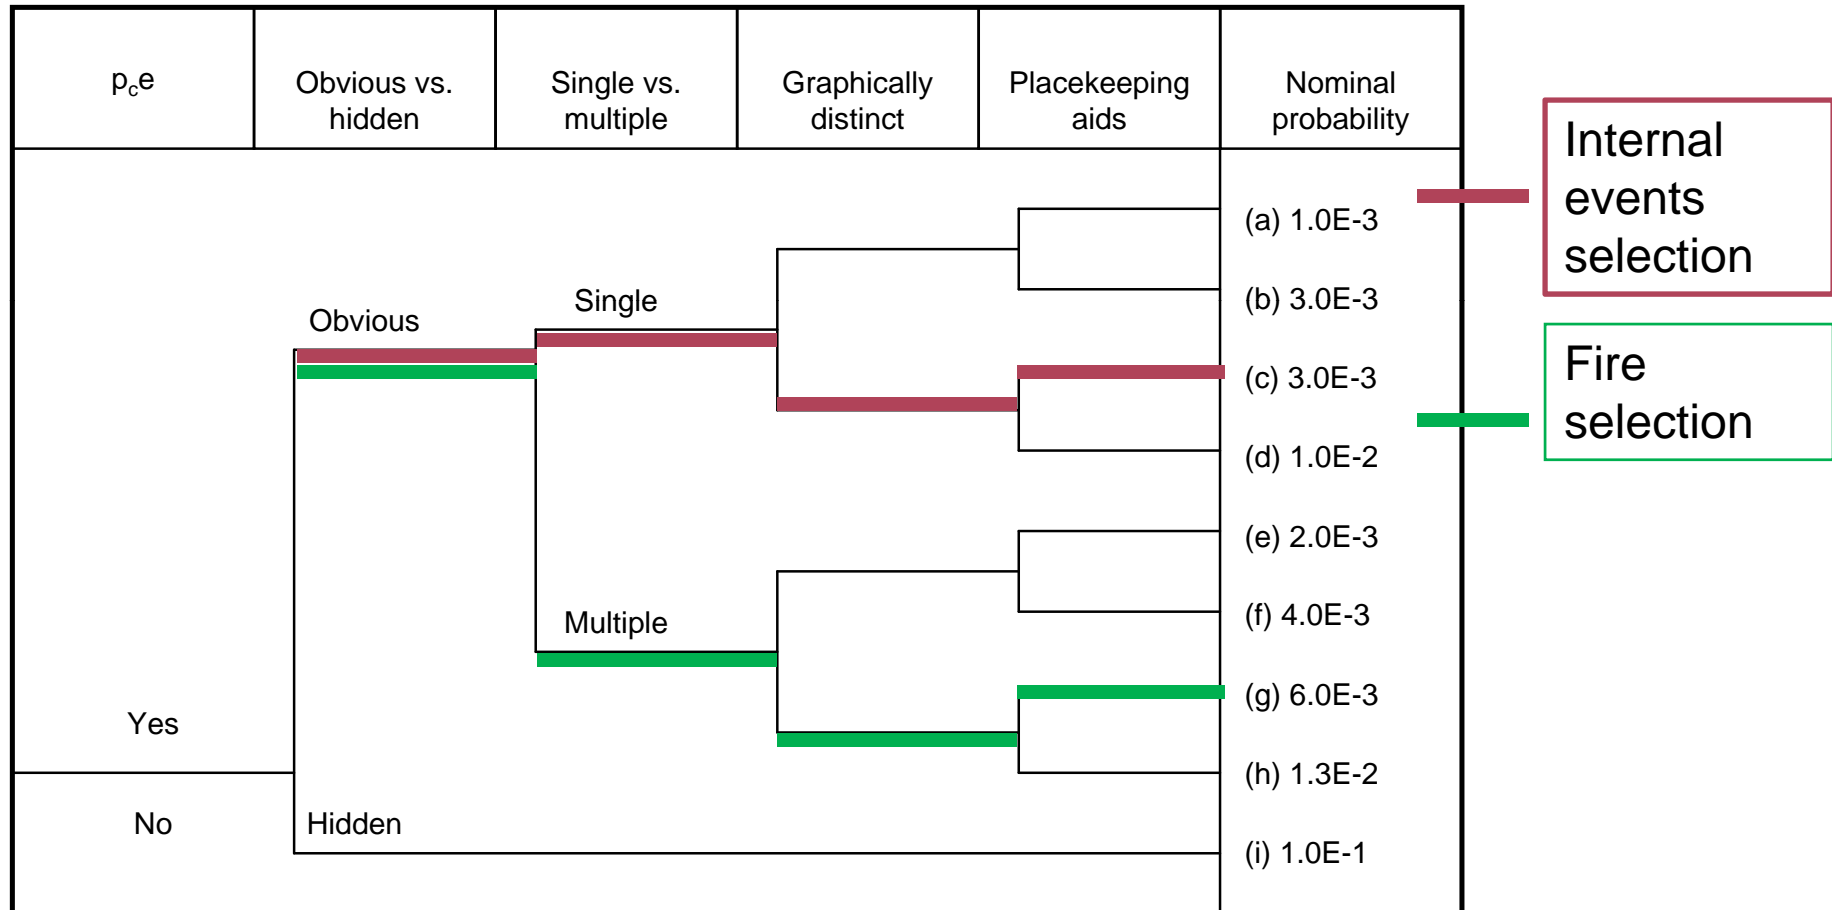 p_ce
Obvious vs.
hidden
Single vs.
multiple
Graphically
distinct
Placekeeping
aids
Nominal
probability
Internal
events
selection
(a) 1.0E-3
(b) 3.0E-3
Single
Obvious
Fire
selection
(c) 3.0E-3
(d) 1.0E-2
(e) 2.0E-3
(f) 4.0E-3
Multiple
(g) 6.0E-3
Yes
(h) 1.3E-2
No
Hidden
(i) 1.0E-1